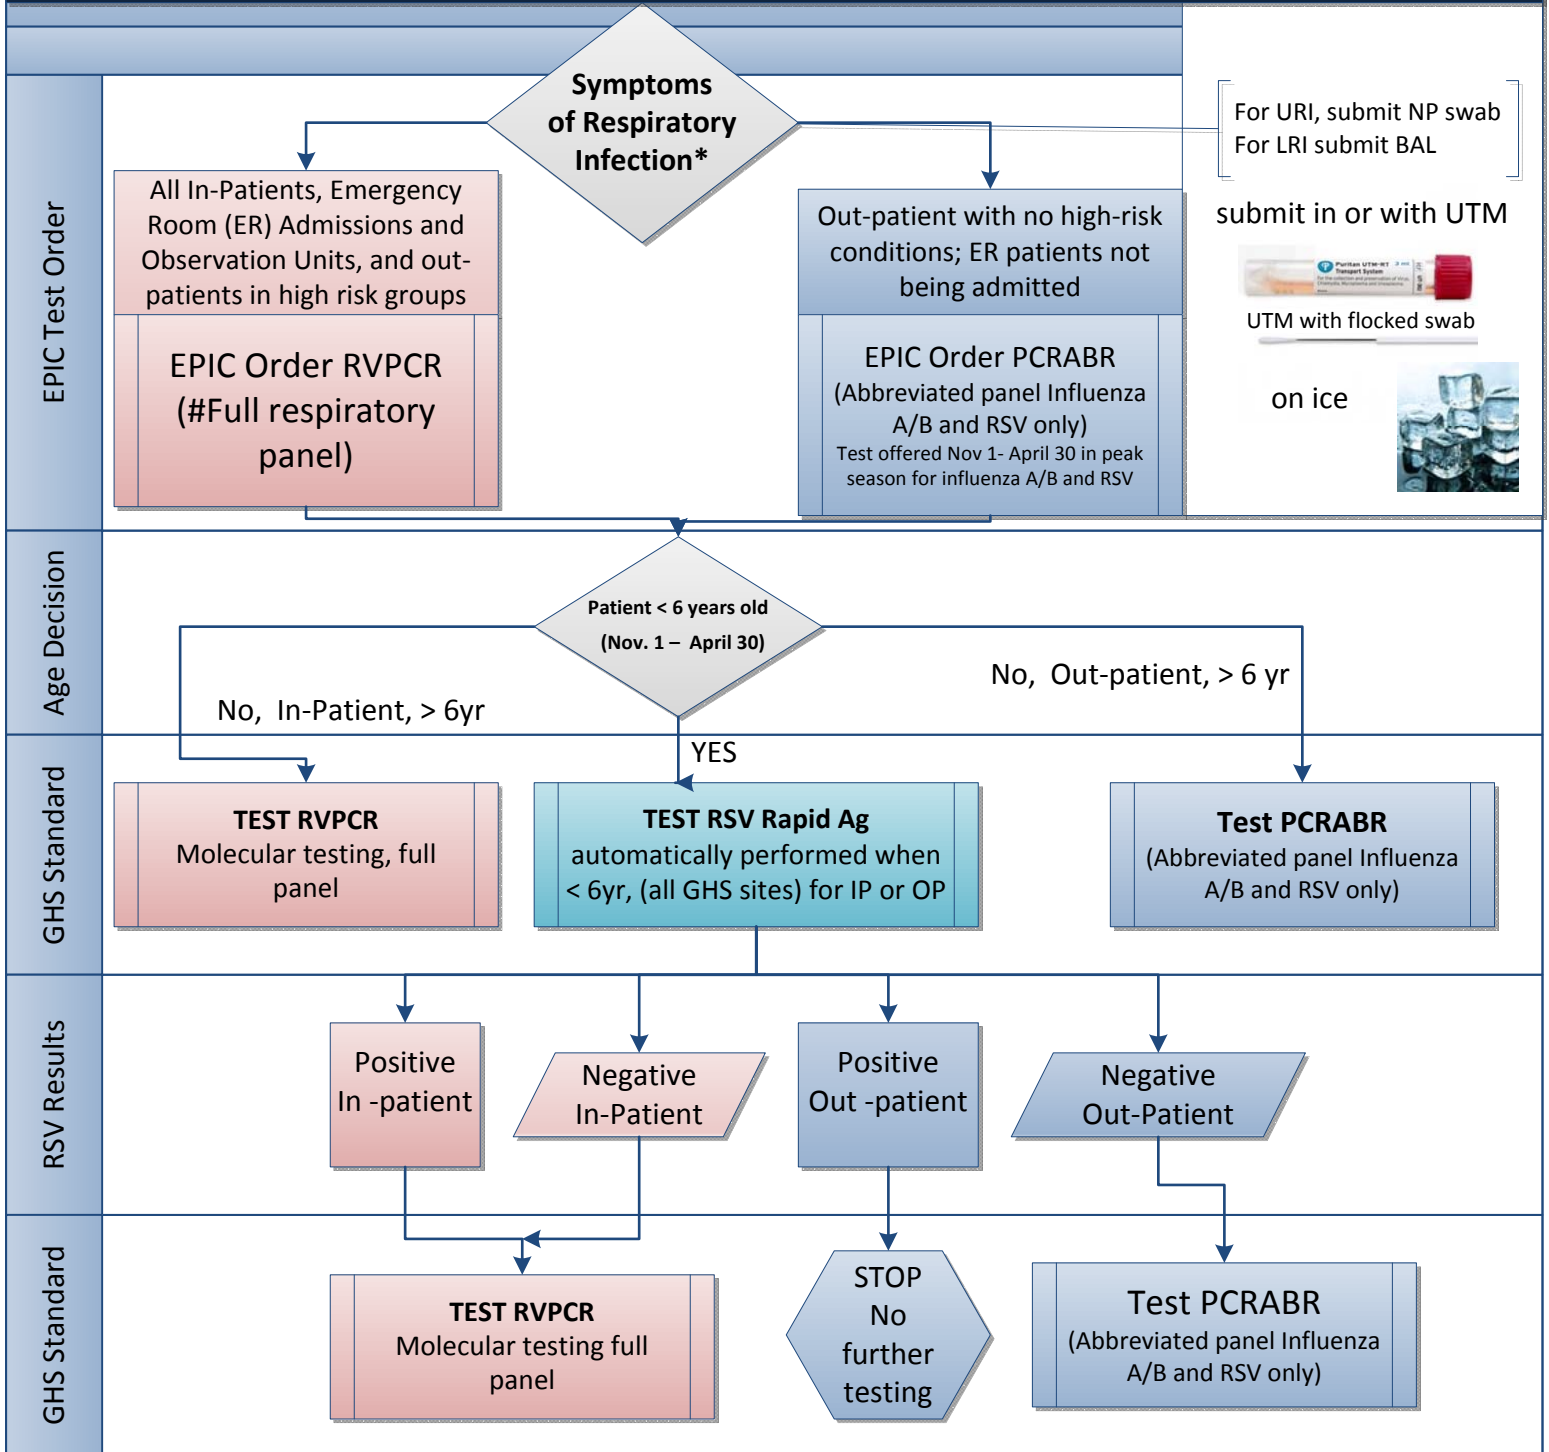 Symptoms
of Respiratory
Infection*
For URI, submit NP swab
For LRI submit BAL
submit in or with UTM
Puritan UTM-RT
Transport System
UTM with flocked swab
on ice
EPIC Test Order
All In-Patients, Emergency
Room (ER) Admissions and
Observation Units, and out-
patients in high risk groups
EPIC Order RVPCR
(#Full respiratory
panel)
Out-patient with no high-risk
conditions; ER patients not
being admitted
EPIC Order PCRABR
(Abbreviated panel Influenza
A/B and RSV only)
Test offered Nov 1- April 30 in peak
season for influenza A/B and RSV
Age Decision
Patient < 6 years old
(Nov. 1 – April 30)
No, In-Patient, > 6yr
YES
No, Out-patient, > 6 yr
GHS Standard
TEST RVPCR
Molecular testing, full
panel
TEST RSV Rapid Ag
automatically performed when
< 6yr, (all GHS sites) for IP or OP
Test PCRABR
(Abbreviated panel Influenza
A/B and RSV only)
RSV Results
Positive
In -patient
Negative
In-Patient
Positive
Out -patient
Negative
Out-Patient
GHS Standard
TEST RVPCR
Molecular testing full
panel
STOP
No
further
testing
Test PCRABR
(Abbreviated panel Influenza
A/B and RSV only)